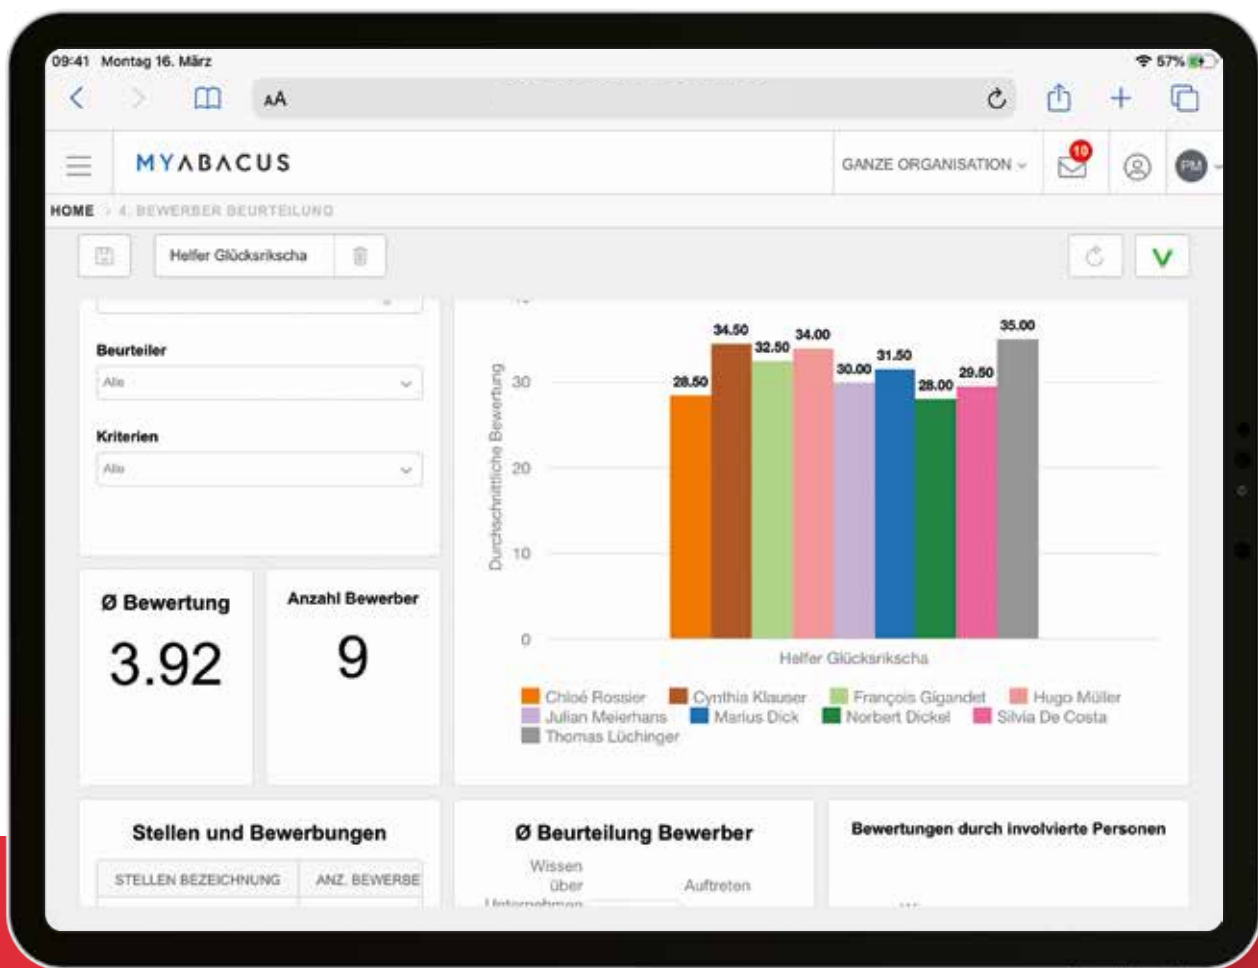 09:41 Montag 16. März
57%
AA
MYABACUS
GANZE ORGANISATION
10
PM
HOME > 4. BEWERBER BEURTEILUNG
Helfer Glücksrikscha
Beurteiler
Alle
Kriterien
Alle
Ø Bewertung
3.92
Anzahl Bewerber
9
Durchschnittliche Bewertung
30
20
10
0
28.50
34.50
32.50
34.00
30.00
31.50
28.00
29.50
35.00
Helfer Glücksrikscha
Chloé Rossier Cynthia Klauser François Gigandet Hugo Müller
Julian Meierhans Marius Dick Norbert Dickel Silvia De Costa
Thomas Lüchinger
Stellen und Bewerbungen
STELLEN BEZEICHNUNG ANZ. BEWERBE
Ø Beurteilung Bewerber
Wissen
über
Unternehmen
Auftreten
Bewertungen durch involvierte Personen